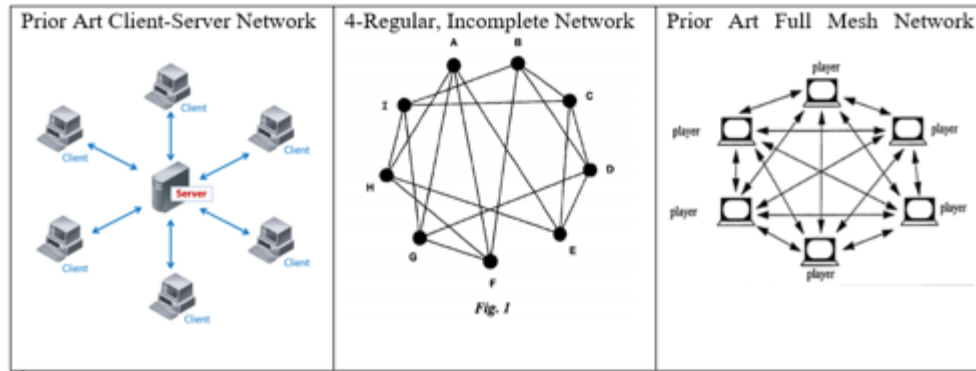 Prior Art Client-Server Network
Client
Client
Client
Server
Client
Client
Client
4-Regular, Incomplete Network
A
B
I
C
H
D
G
E
F
Fig. 1
Prior Art Full Mesh Network
player
player
player
player
player
player